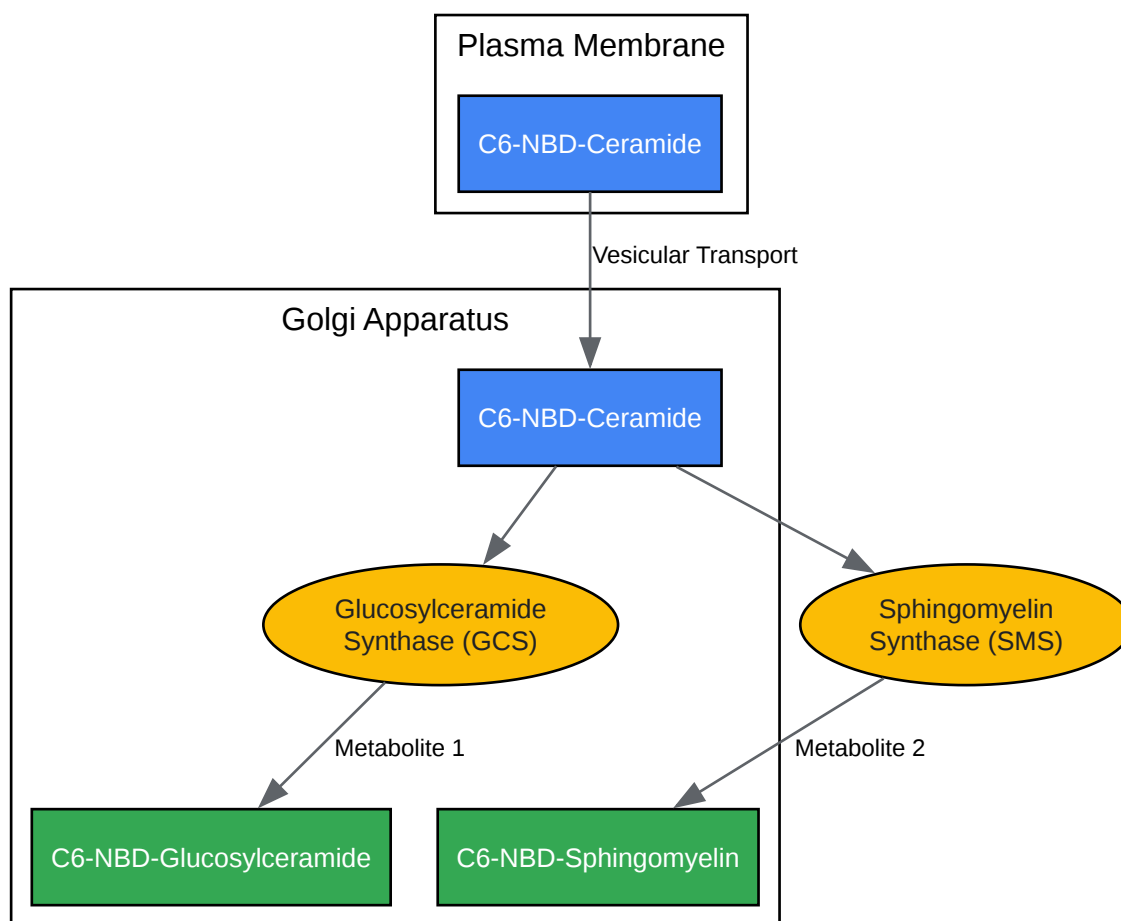 Plasma Membrane
C6-NBD-Ceramide
Vesicular Transport
Golgi Apparatus
C6-NBD-Ceramide
Glucosylceramide
Synthase (GCS)
Sphingomyelin
Synthase (SMS)
Metabolite 1
Metabolite 2
C6-NBD-Glucosylceramide
C6-NBD-Sphingomyelin